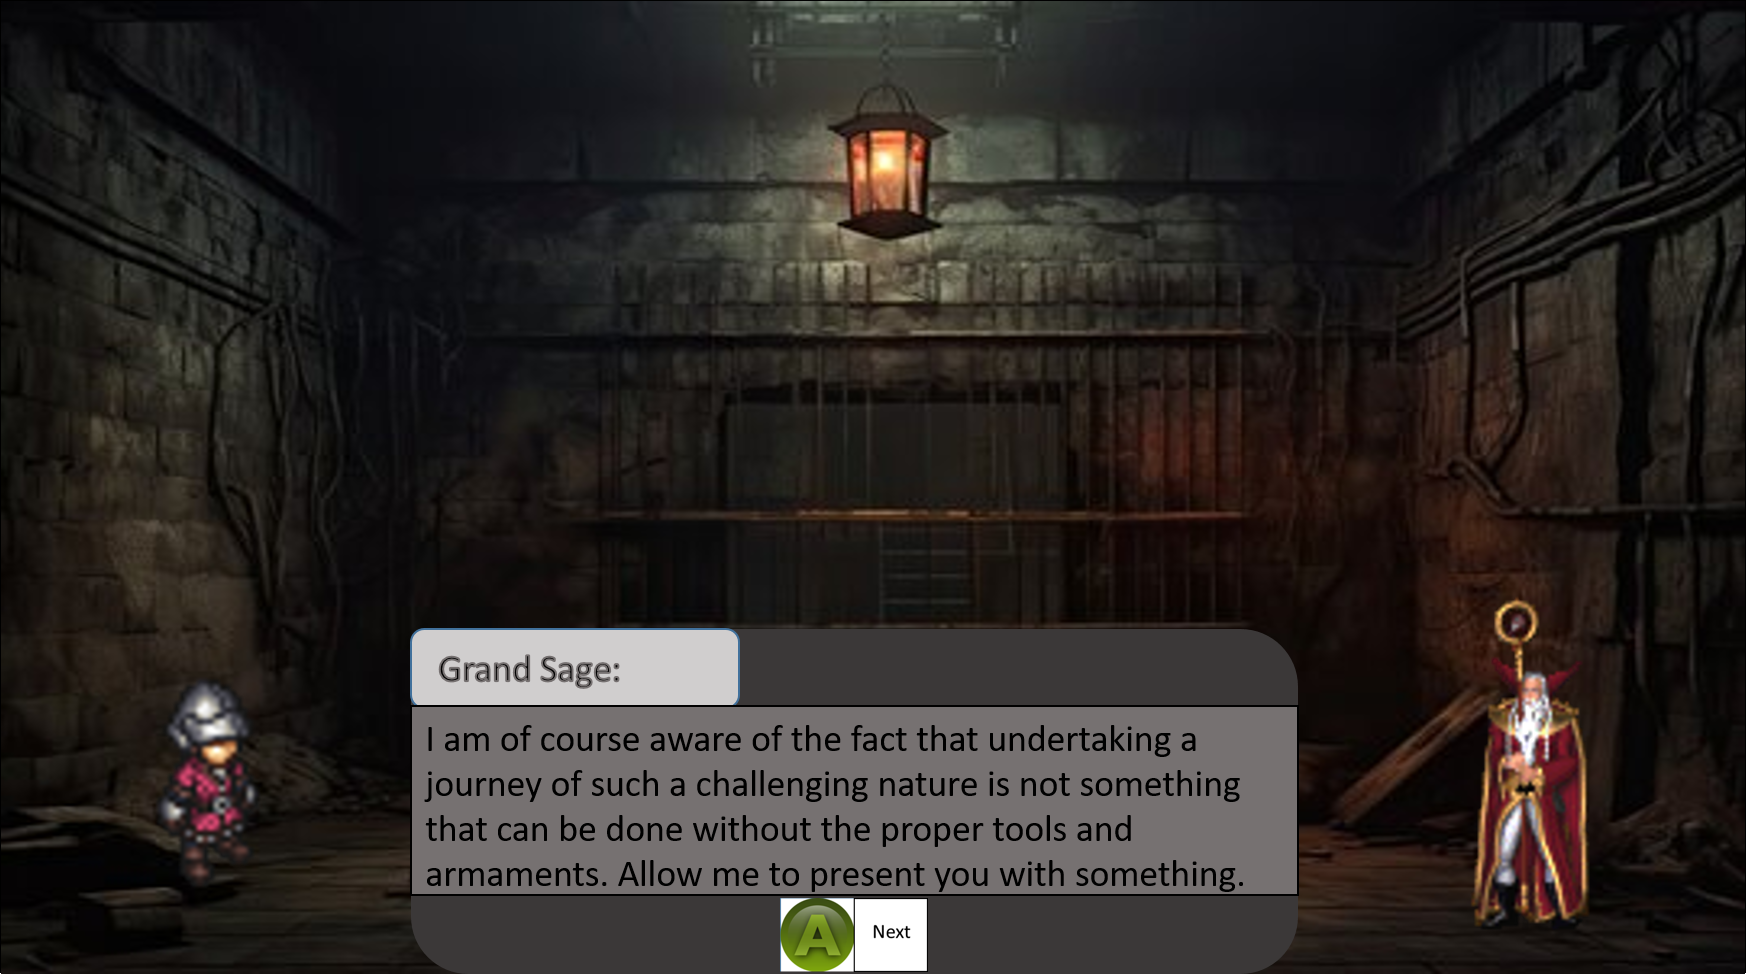 Grand Sage:
I am of course aware of the fact that undertaking a
journey of such a challenging nature is not something
that can be done without the proper tools and
armaments. Allow me to present you with something.
A Next